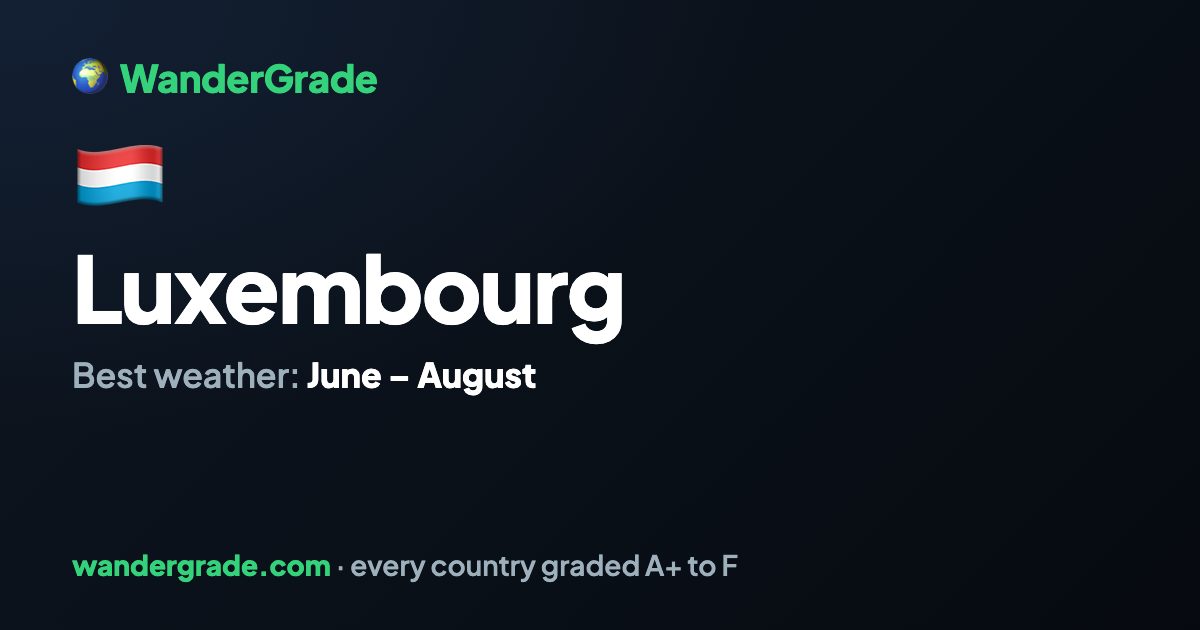 WanderGrade
Luxembourg
Best weather: June – August
wandergrade.com · every country graded A+ to F